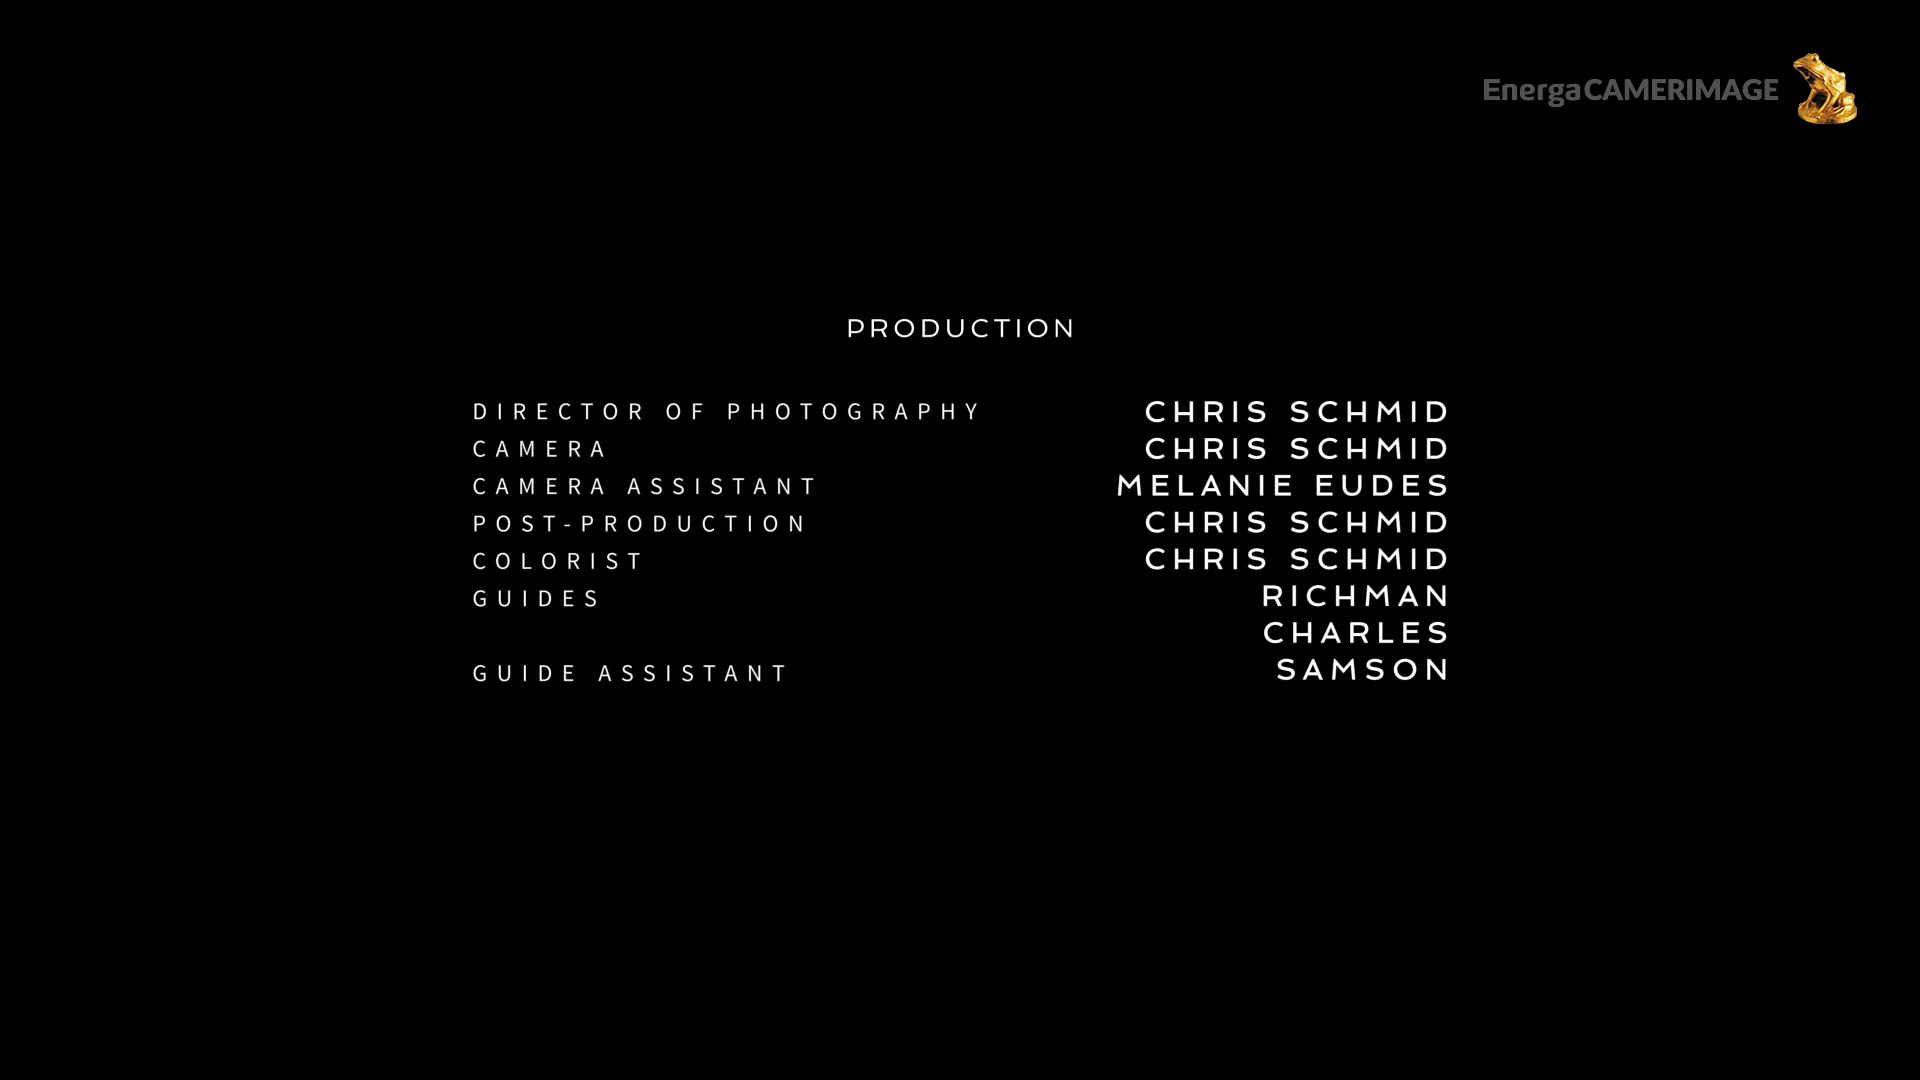 EnergaCAMERIMAGE
PRODUCTION
DIRECTOR OF PHOTOGRAPHY CHRIS SCHMID
CAMERA CHRIS SCHMID
CAMERA ASSISTANT MELANIE EUDES
POST-PRODUCTION CHRIS SCHMID
COLORIST CHRIS SCHMID
GUIDES RICHMAN
CHARLES
GUIDE ASSISTANT SAMSON